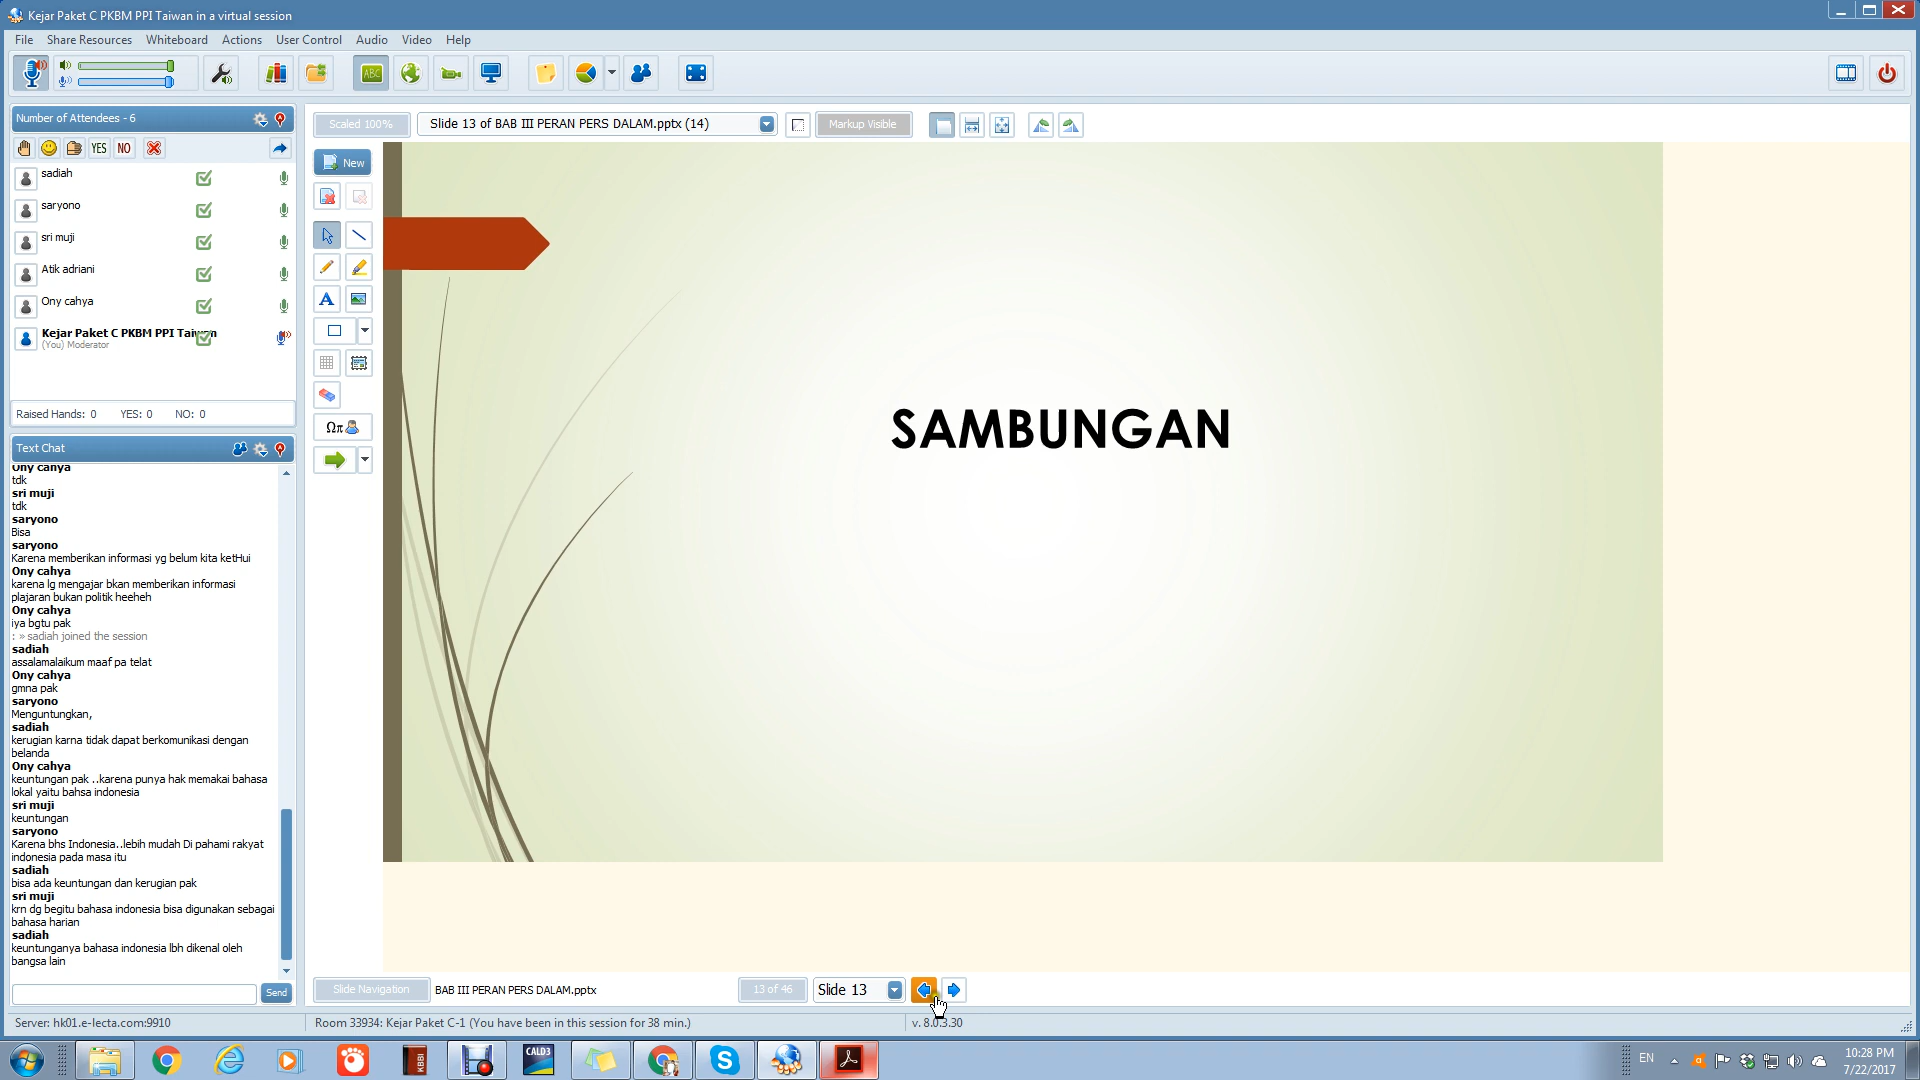 Kejar Paket C PKBM PPI Taiwan in a virtual session
File Share Resources Whiteboard Actions User Control Audio Video Help
ABC
Number of Attendees - 6
YES NO
sadiah
saryono
sri muji
Atik adriani
Ony cahya
Kejar Paket C PKBM PPI Taiwan
(You) Moderator
Raised Hands: 0 YES: 0 NO: 0
Text Chat
Ony cahya
tdk
sri muji
tdk
saryono
Bisa
saryono
Karena memberikan informasi yg belum kita ketHui
Ony cahya
karena lg mengajar bkan memberikan informasi
plajaran bukan politik heeheh
Ony cahya
iya bgtu pak
: » sadiah joined the session
sadiah
assalamalaikum maaf pa telat
Ony cahya
gmna pak
saryono
Menguntungkan,
sadiah
kerugian karna tidak dapat berkomunikasi dengan
belanda
Ony cahya
keuntungan pak ..karena punya hak memakai bahasa
lokal yaitu bahsa indonesia
sri muji
keuntungan
saryono
Karena bhs Indonesia..lebih mudah Di pahami rakyat
indonesia pada masa itu
sadiah
bisa ada keuntungan dan kerugian pak
sri muji
krn dg begitu bahasa indonesia bisa digunakan sebagai
bahasa harian
sadiah
keuntunganya bahasa indonesia lbh dikenal oleh
bangsa lain
Send
Scaled 100% Slide 13 of BAB III PERAN PERS DALAM.pptx (14) Markup Visible
New
A
Ωπ
SAMBUNGAN
Slide Navigation BAB III PERAN PERS DALAM.pptx 13 of 46 Slide 13
Server: hk01.e-lecta.com:9910 Room 33934: Kejar Paket C-1 (You have been in this session for 38 min.) v. 8.0.3.30
KBBI CALD3
EN
10:28 PM
7/22/2017